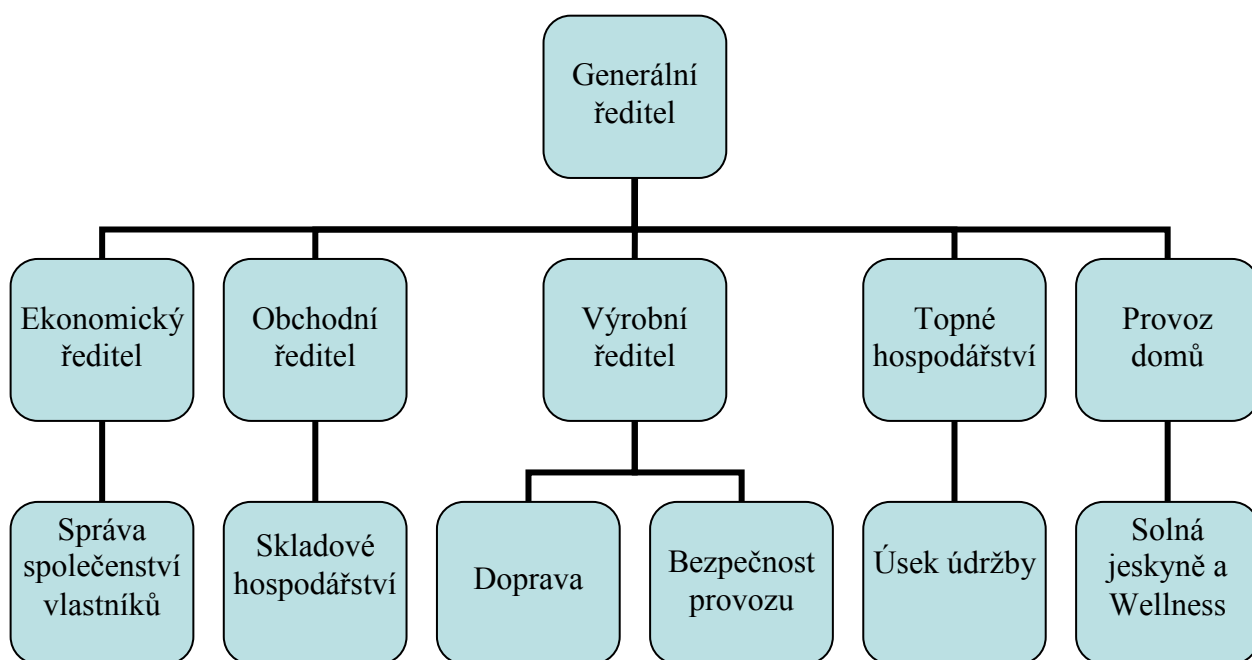 Generální
ředitel
Ekonomický
ředitel
Obchodní
ředitel
Výrobní
ředitel
Topné
hospodářství
Provoz
domů
Správa
společenství
vlastníků
Skladové
hospodářství
Doprava
Bezpečnost
provozu
Úsek údržby
Solná
jeskyně a
Wellness